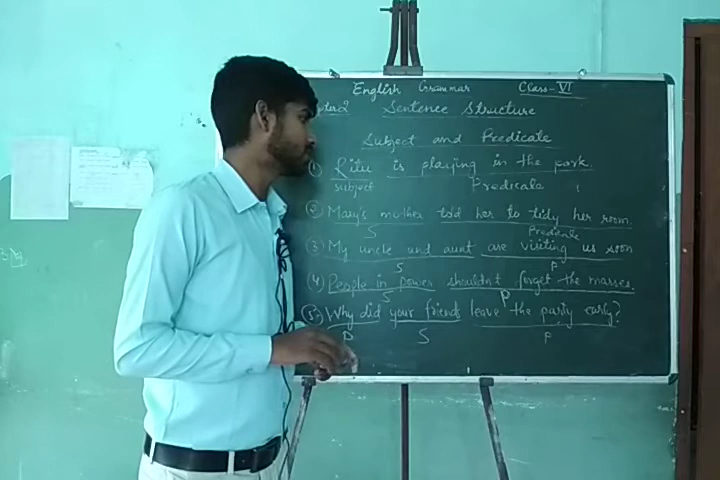 English Grammar Class-VI
Sentence Structure
Subject and Predicate
(1) Ritu is playing in the park.
subject Predicate
(2) Mary's mother told her to tidy her room.
S Predicate
(3) My uncle and aunt are visiting us soon
S P
(4) People in power shouldn't forget the masses.
S P
(5) Why did your friends leave the party early?
P S P